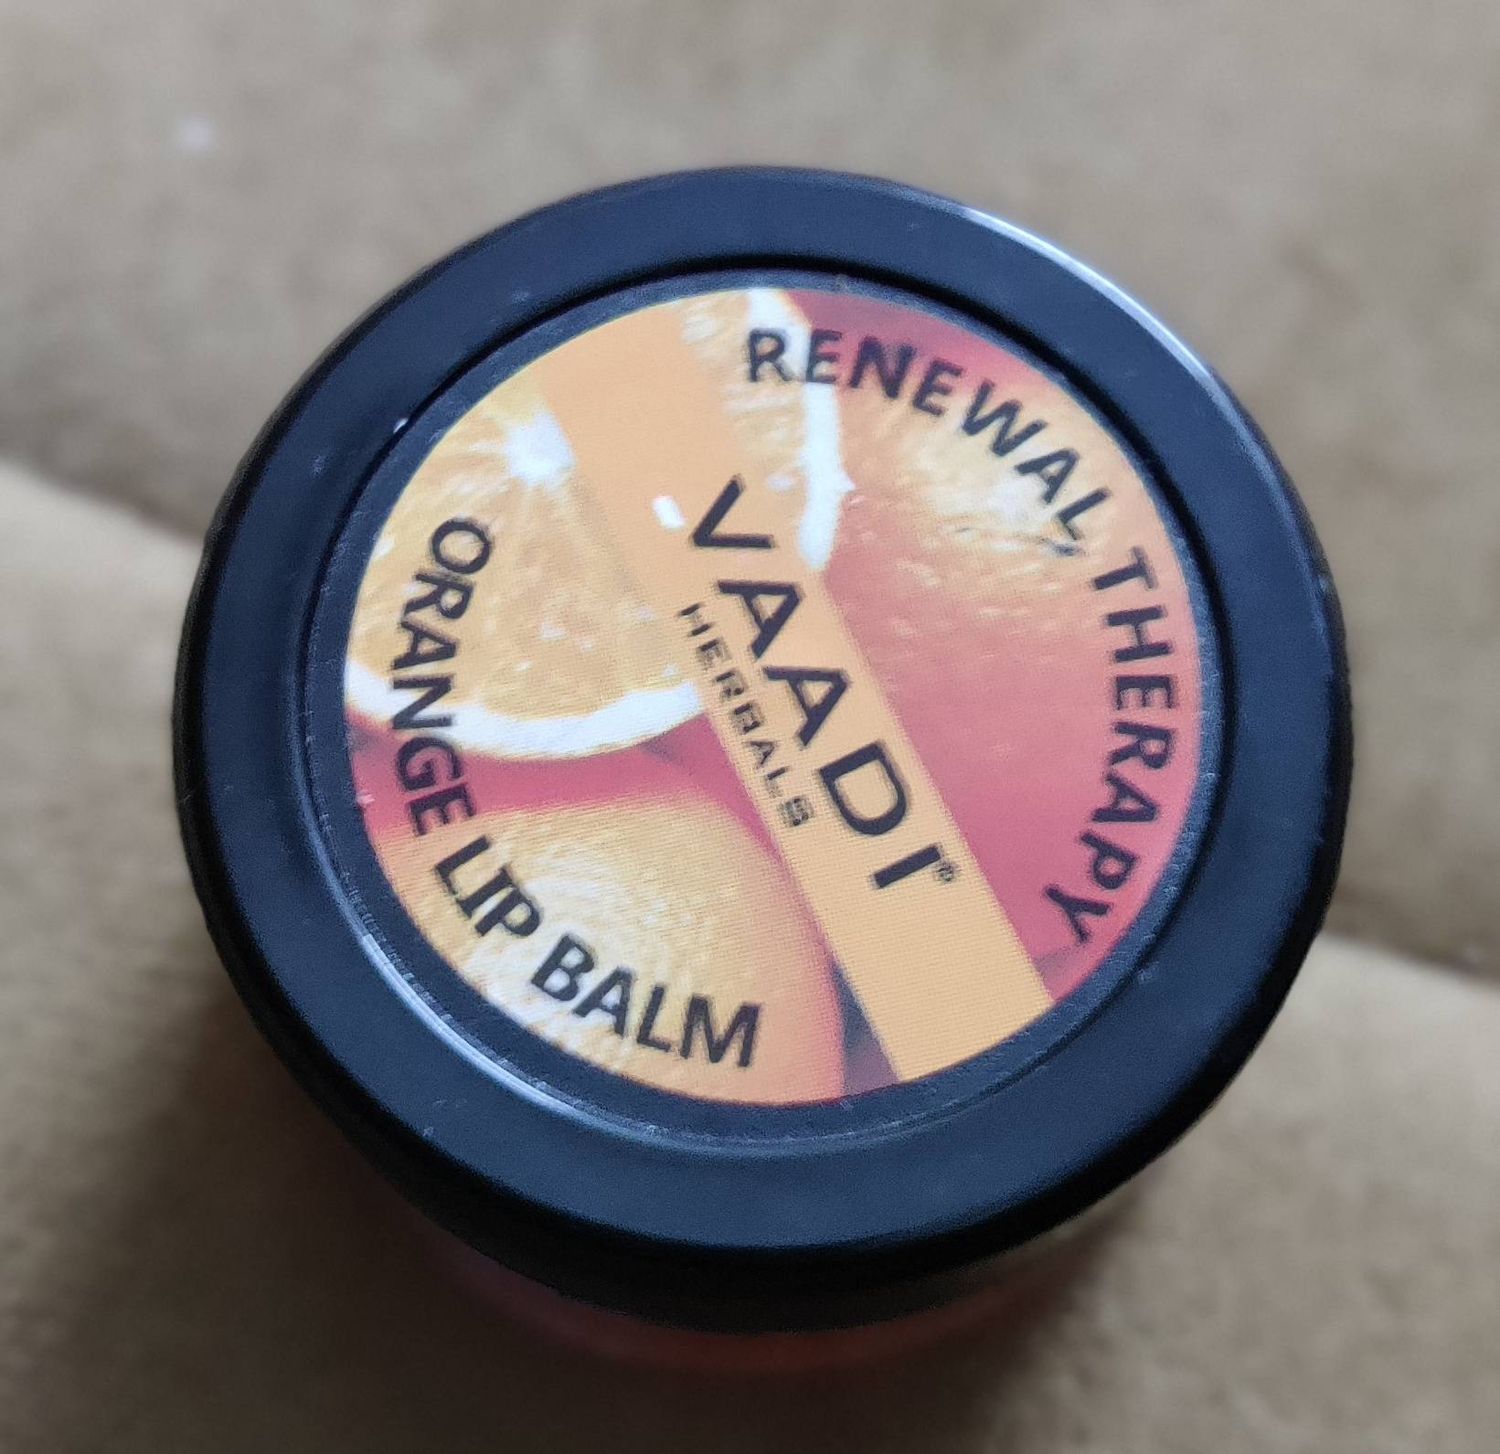 RENEWAL THERAPY
VAADI®
HERBALS
ORANGE LIP BALM